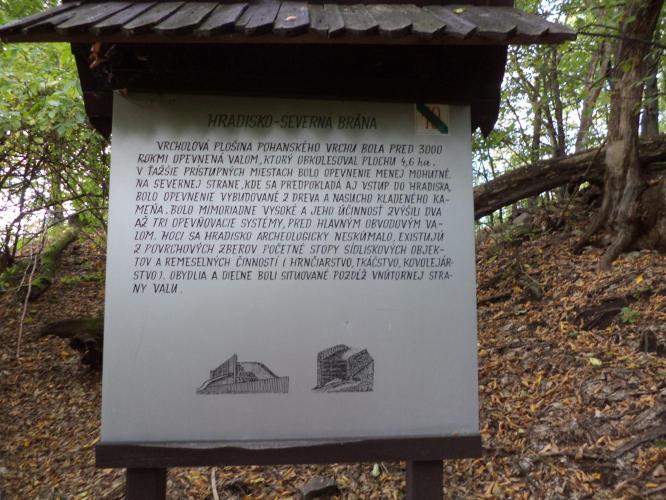 HRADISKO-SEVERNÁ BRÁNA
10
VRCHOLOVÁ PLOŠINA POHANSKÉHO VRCHU BOLA PRED 3000
ROKMI OPEVNENÁ VALOM, KTORÝ OBKOLESOVAL PLOCHU 4,6 ha.
V ŤAŽŠIE PRÍSTUPNÝCH MIESTACH BOLO OPEVNENIE MENEJ MOHUTNÉ.
NA SEVERNEJ STRANE, KDE SA PREDPOKLADÁ AJ VSTUP DO HRADISKA,
BOLO OPEVNENIE VYBUDOVANÉ Z DREVA A NASUCHO KLADENÉHO KA-
MEŇA. BOLO MIMORIADNE VYSOKÉ A JEHO ÚČINNOSŤ ZVÝŠILI DVA
AŽ TRI OPEVŇOVACIE SYSTÉMY, PRED HLAVNÝM OBVODOVÝM VA-
LOM. HOCI SA HRADISKO ARCHEOLOGICKY NESKÚMALO, EXISTUJÚ
Z POVRCHOVÝCH ZBEROV POČETNÉ STOPY SÍDLISKOVÝCH OBJEK-
TOV A REMESELNÝCH ČINNOSTÍ ( HRNČIARSTVO, TKÁČSTVO, KOVOLEJÁR-
STVO ). OBYDLIA A DIELNE BOLI SITUOVANÉ POZDĹŽ VNÚTORNEJ STRA-
NY VALU.